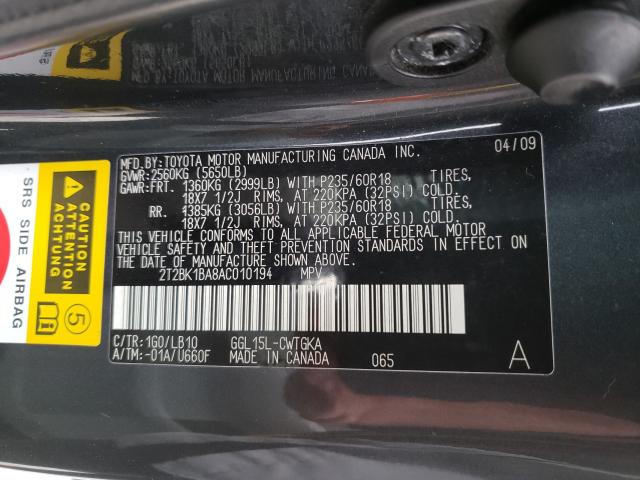 MFD.BY:TOYOTA MOTOR MANUFACTURING CANADA INC. 04/09
GVWR:2560KG (5650LB)
GAWR:FRT. 1360KG (2999LB) WITH P235/60R18 TIRES,
18X7 1/2J RIMS, AT 220KPA (32PSI) COLD.
RR. 1385KG (3056LB) WITH P235/60R18 TIRES,
18X7 1/2J RIMS, AT 220KPA (32PSI) COLD.
THIS VEHICLE CONFORMS TO ALL APPLICABLE FEDERAL MOTOR
VEHICLE SAFETY AND THEFT PREVENTION STANDARDS IN EFFECT ON
THE DATE OF MANUFACTURE SHOWN ABOVE.
2T2BK1BA8AC010194 MPV
C/TR:1G0/LB10 GGL15L-CWTGKA
A/TM:-01A/U660F MADE IN CANADA 065 A
SRS SIDE AIRBAG
5